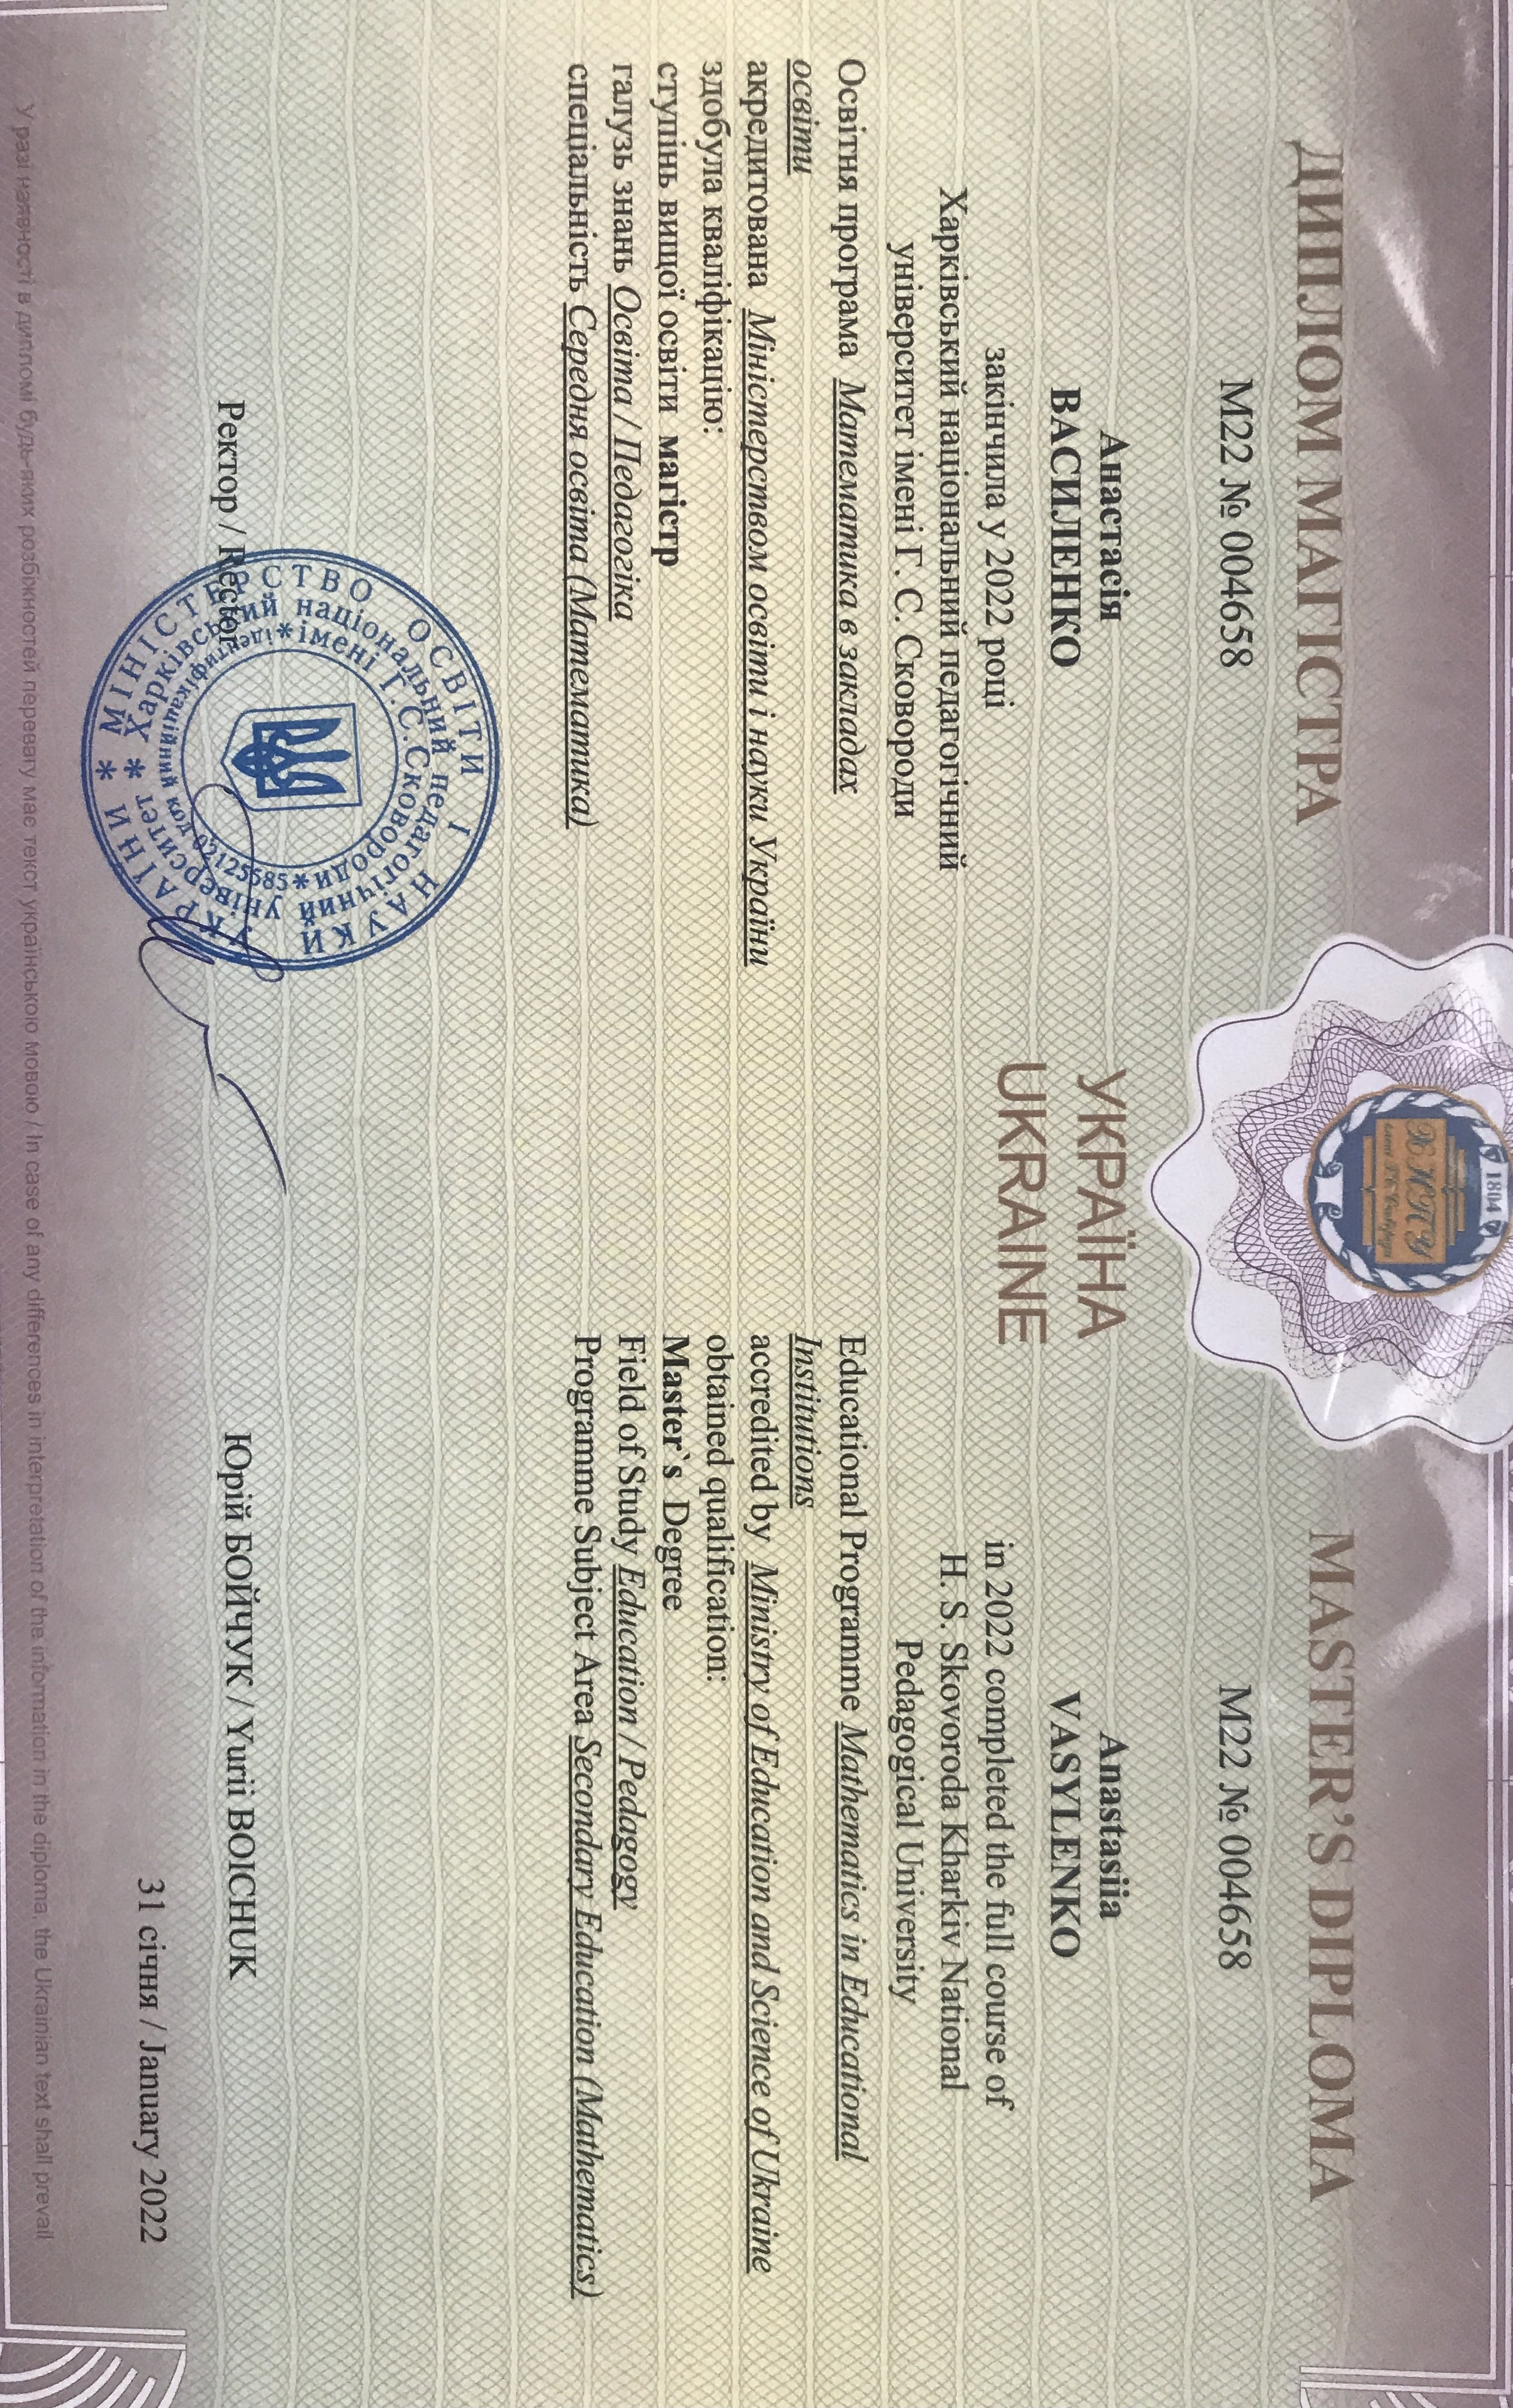 ДИПЛОМ МАГІСТРА
М22 № 004658
Анастасія
ВАСИЛЕНКО
закінчила у 2022 році
Харківський національний педагогічний
університет імені Г. С. Сковороди
Освітня програма Математика в закладах
освіти
акредитована Міністерством освіти і науки України
здобула кваліфікацію:
ступінь вищої освіти магістр
галузь знань Освіта / Педагогіка
спеціальність Середня освіта (Математика)
1804
ХНПУ
УКРАЇНА
UKRAINE
MASTER’S DIPLOMA
M22 № 004658
Anastasiia
VASYLENKO
in 2022 completed the full course of
H. S. Skovoroda Kharkiv National
Pedagogical University
Educational Programme Mathematics in Educational
Institutions
accredited by Ministry of Education and Science of Ukraine
obtained qualification:
Master`s Degree
Field of Study Education / Pedagogy
Programme Subject Area Secondary Education (Mathematics)
Ректор / Rector
МІНІСТЕРСТВО ОСВІТИ І НАУКИ УКРАЇНИ
Харківський національний педагогічний університет
імені Г.С.Сковороди
ідентифікаційний код 02125585
Юрій БОЙЧУК / Yurii BOICHUK
31 січня / January 2022
У разі наявності в дипломі будь-яких розбіжностей перевагу має текст українською мовою / In case of any differences in interpretation of the information in the diploma, the Ukrainian text shall prevail